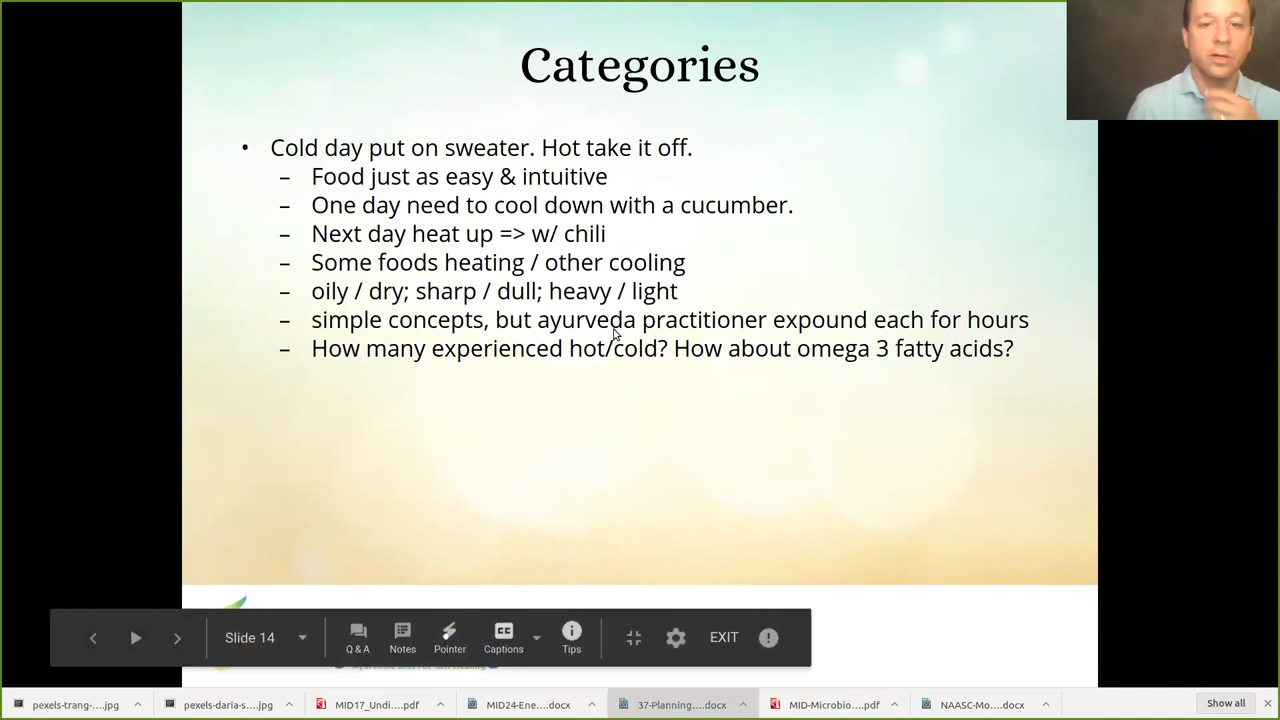 Categories
• Cold day put on sweater. Hot take it off.
– Food just as easy & intuitive
– One day need to cool down with a cucumber.
– Next day heat up => w/ chili
– Some foods heating / other cooling
– oily / dry; sharp / dull; heavy / light
– simple concepts, but ayurveda practitioner expound each for hours
– How many experienced hot/cold? How about omega 3 fatty acids?
Slide 14
Q & A
Notes
Pointer
CC
Captions
Tips
EXIT
pexels-trang-....jpg
pexels-daria-s....jpg
MID17_Undi....pdf
MID24-Ene....docx
37-Planning....docx
MID-Microbio....pdf
NAASC-Mo....docx
Show all